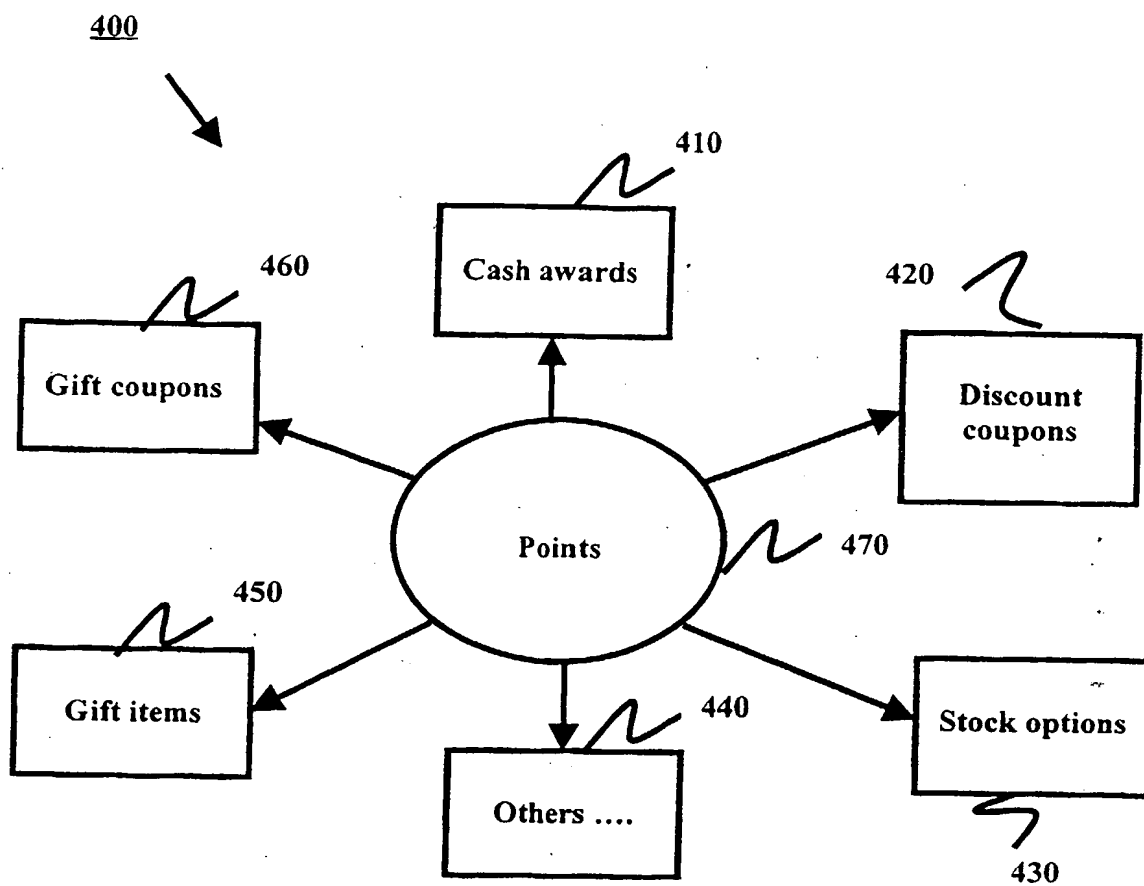 400
410
Cash awards
460
Gift coupons
420
Discount
coupons
Points
470
450
Gift items
440
Others ....
Stock options
430